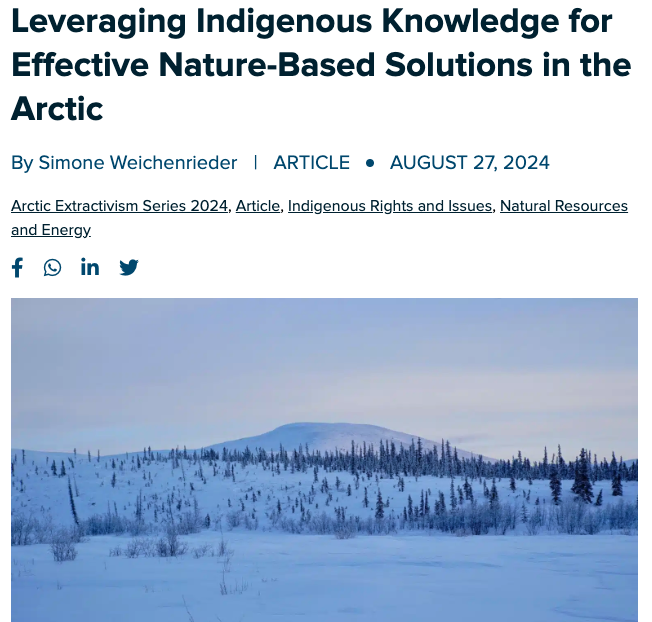 Leveraging Indigenous Knowledge for
Effective Nature-Based Solutions in the
Arctic
By Simone Weichenrieder | ARTICLE ● AUGUST 27, 2024
Arctic Extractivism Series 2024, Article, Indigenous Rights and Issues, Natural Resources
and Energy